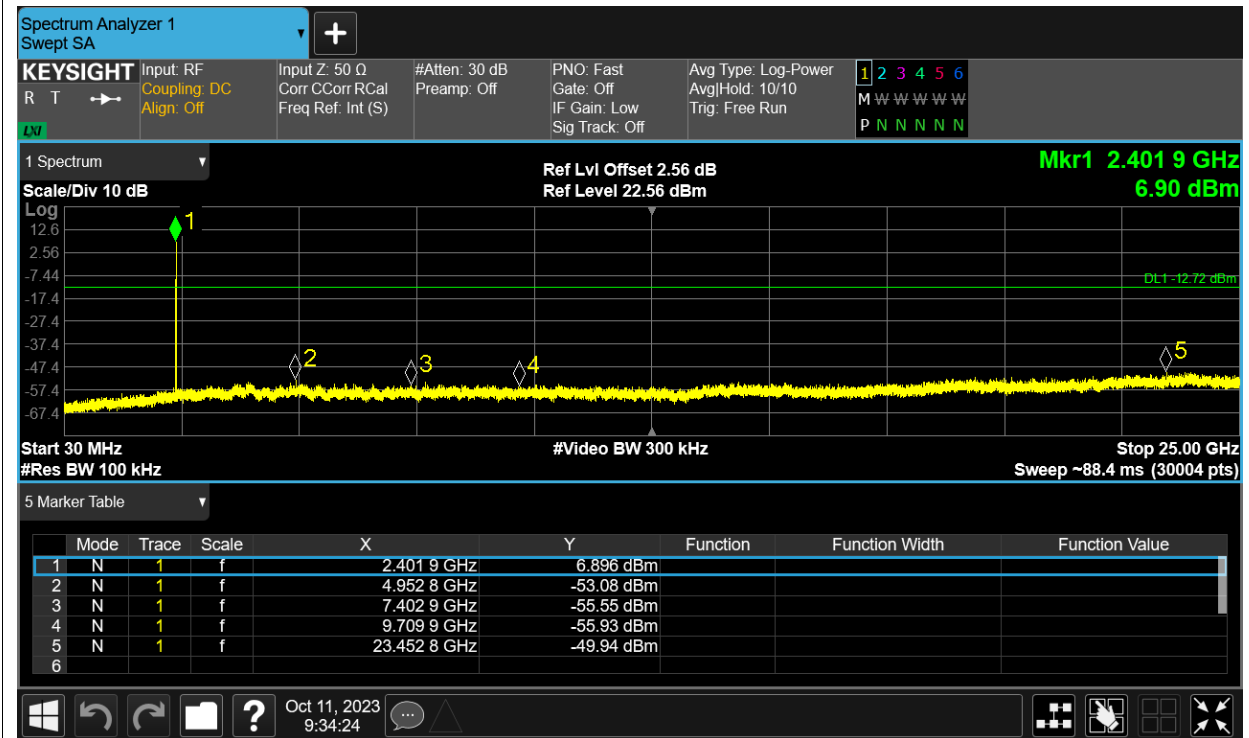 Spectrum Analyzer 1
Swept SA
+
KEYSIGHT
R T
LXI
Input: RF
Coupling: DC
Align: Off
Input Z: 50 Ω
Corr CCorr RCal
Freq Ref: Int (S)
#Atten: 30 dB
Preamp: Off
PNO: Fast
Gate: Off
IF Gain: Low
Sig Track: Off
Avg Type: Log-Power
Avg|Hold: 10/10
Trig: Free Run
1 2 3 4 5 6
M W W W W W
P N N N N N
1 Spectrum
Scale/Div 10 dB
Ref Lvl Offset 2.56 dB
Ref Level 22.56 dBm
Mkr1 2.401 9 GHz
6.90 dBm
Log
12.6
2.56
-7.44
-17.4
-27.4
-37.4
-47.4
-57.4
-67.4
1
2
3
4
5
DL1 -12.72 dBm
Start 30 MHz
#Video BW 300 kHz
Stop 25.00 GHz
#Res BW 100 kHz
Sweep ~88.4 ms (30004 pts)
5 Marker Table
Mode Trace Scale X Y Function Function Width Function Value
1 N 1 f 2.401 9 GHz 6.896 dBm
2 N 1 f 4.952 8 GHz -53.08 dBm
3 N 1 f 7.402 9 GHz -55.55 dBm
4 N 1 f 9.709 9 GHz -55.93 dBm
5 N 1 f 23.452 8 GHz -49.94 dBm
6
?
Oct 11, 2023
9:34:24